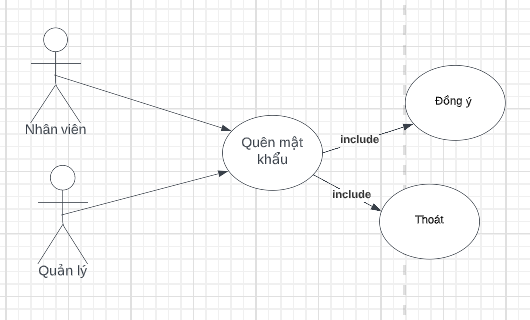 Nhân viên
Quản lý
Quên mật
khẩu
include
include
Đồng ý
Thoát